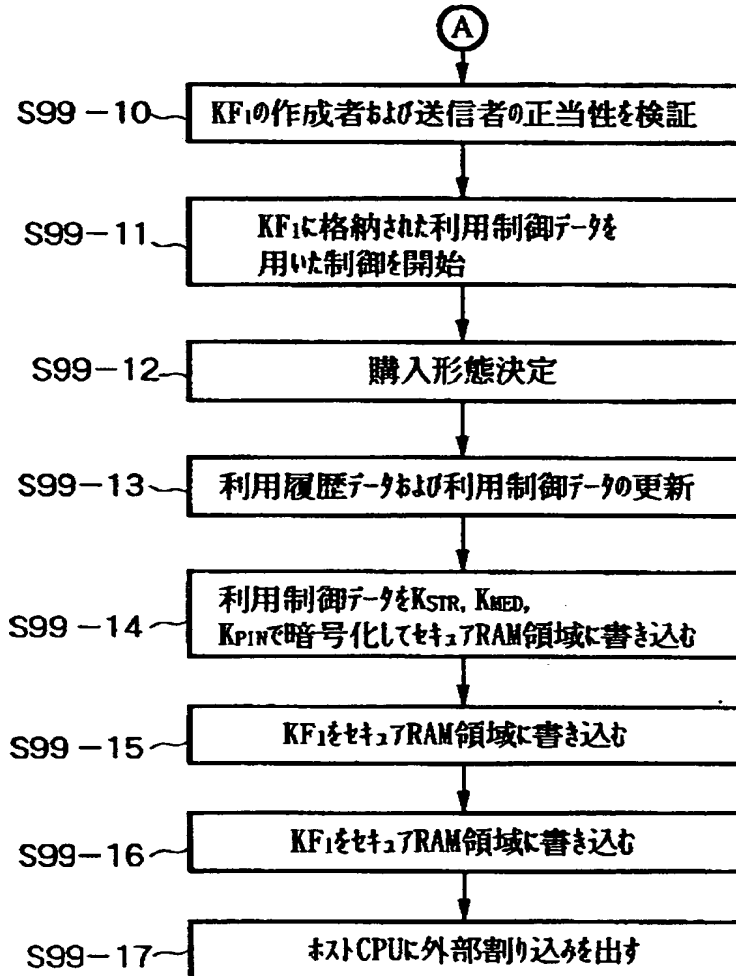 A
S99-10 KF1の作成者および送信者の正当性を検証
S99-11 KF1に格納された利用制御データを
用いた制御を開始
S99-12 購入形態決定
S99-13 利用履歴データおよび利用制御データの更新
S99-14 利用制御データをKSTR, KMED,
KPINで暗号化してセキュアRAM領域に書き込む
S99-15 KF1をセキュアRAM領域に書き込む
S99-16 KF1をセキュアRAM領域に書き込む
S99-17 ホストCPUに外部割り込みを出す